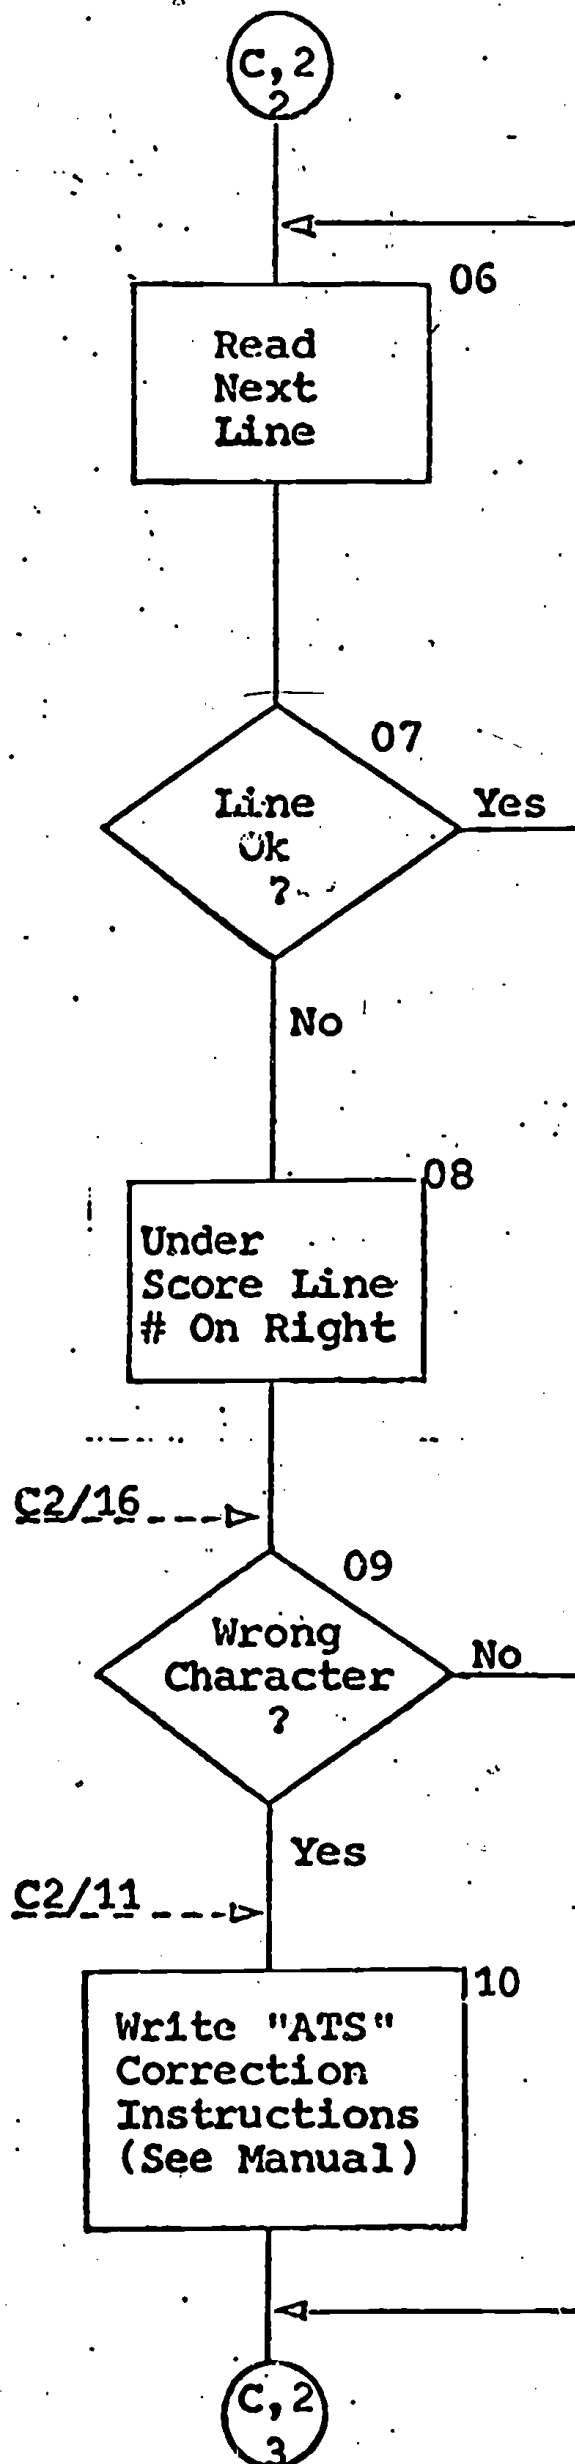 C,2
2
06
Read
Next
Line
07
Line
Ok
?
Yes
No
08
Under
Score Line
# On Right
C2/16
09
Wrong
Character
?
No
Yes
C2/11
10
Write "ATS"
Correction
Instructions
(See Manual)
C,2
3